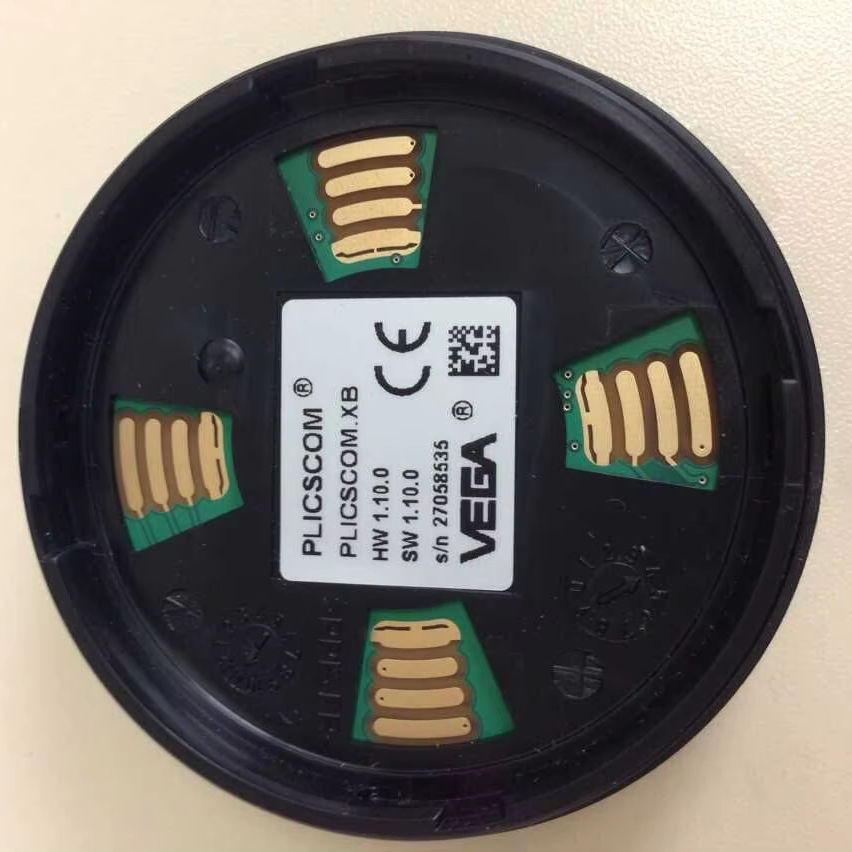 PLICSCOM ®
PLICSCOM.XB
HW 1.10.0
SW 1.10.0
s/n 27058535
VEGA ®
CE